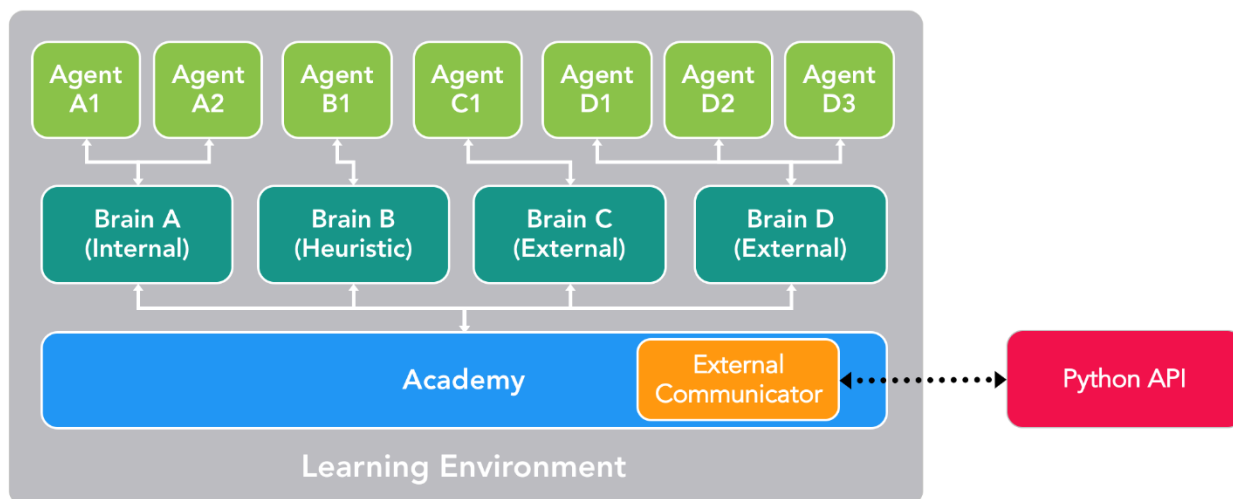 Agent
A1
Agent
A2
Agent
B1
Agent
C1
Agent
D1
Agent
D2
Agent
D3
Brain A
(Internal)
Brain B
(Heuristic)
Brain C
(External)
Brain D
(External)
Academy
External
Communicator
Python API
Learning Environment